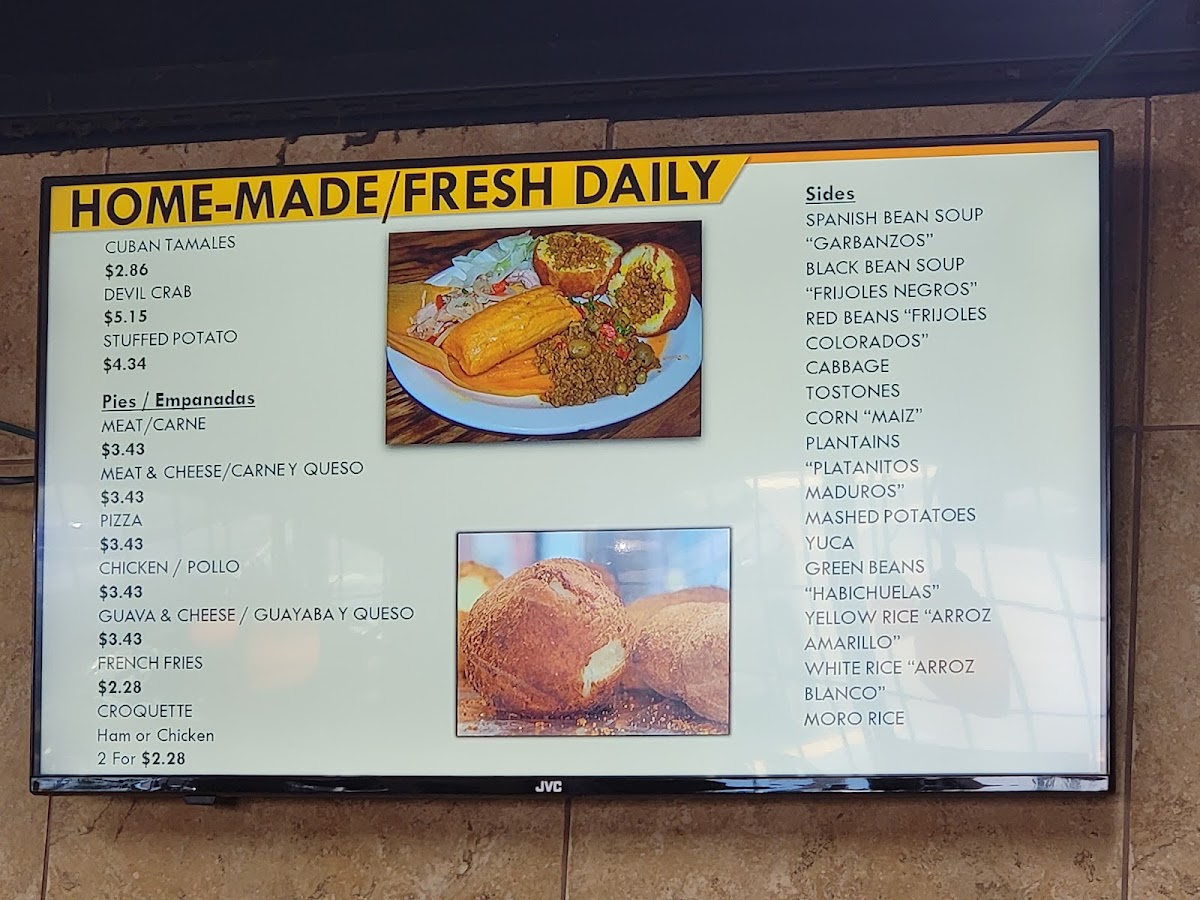 HOME-MADE/FRESH DAILY
CUBAN TAMALES
$2.86
DEVIL CRAB
$5.15
STUFFED POTATO
$4.34
Pies / Empanadas
MEAT/CARNE
$3.43
MEAT & CHEESE/CARNE Y QUESO
$3.43
PIZZA
$3.43
CHICKEN / POLLO
$3.43
GUAVA & CHEESE / GUAYABA Y QUESO
$3.43
FRENCH FRIES
$2.28
CROQUETTE
Ham or Chicken
2 For $2.28
Sides
SPANISH BEAN SOUP
“GARBANZOS”
BLACK BEAN SOUP
“FRIJOLES NEGROS”
RED BEANS “FRIJOLES
COLORADOS”
CABBAGE
TOSTONES
CORN “MAIZ”
PLANTAINS
“PLATANITOS
MADUROS”
MASHED POTATOES
YUCA
GREEN BEANS
“HABICHUELAS”
YELLOW RICE “ARROZ
AMARILLO”
WHITE RICE “ARROZ
BLANCO”
MORO RICE
JVC